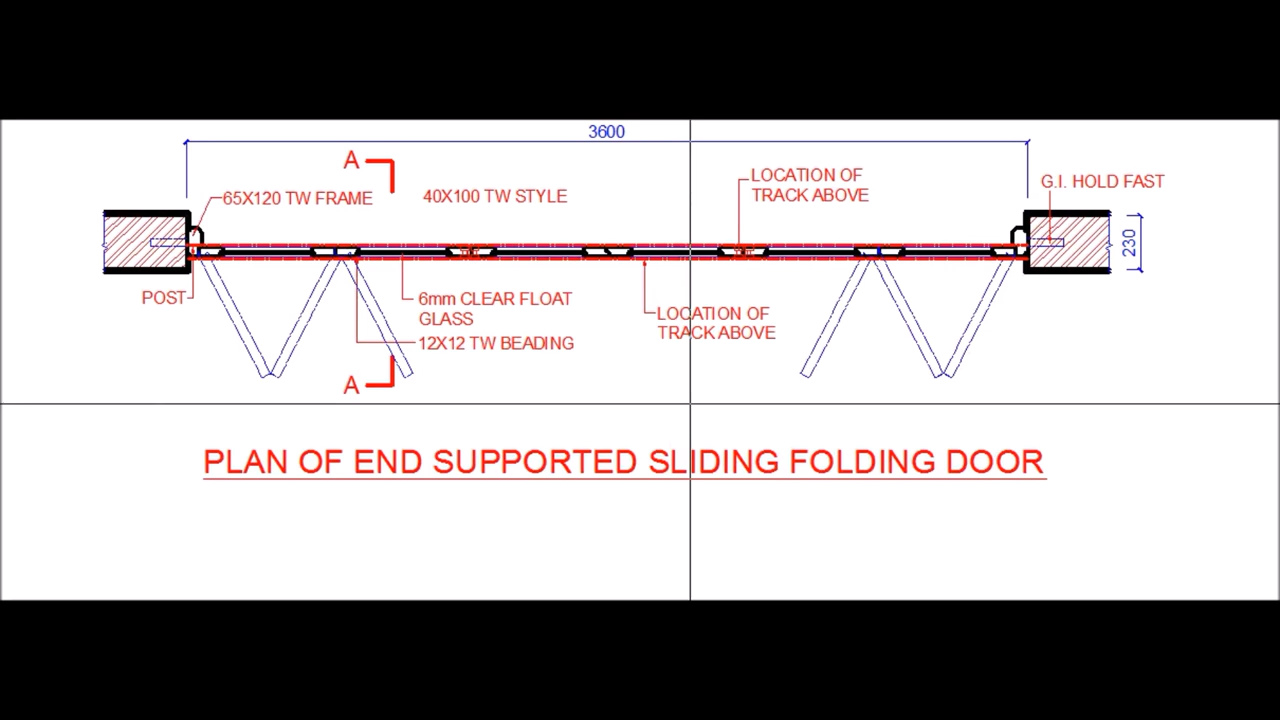 3600
A
65X120 TW FRAME
40X100 TW STYLE
LOCATION OF
TRACK ABOVE
G.I. HOLD FAST
230
POST
6mm CLEAR FLOAT
GLASS
12X12 TW BEADING
LOCATION OF
TRACK ABOVE
A
PLAN OF END SUPPORTED SLIDING FOLDING DOOR